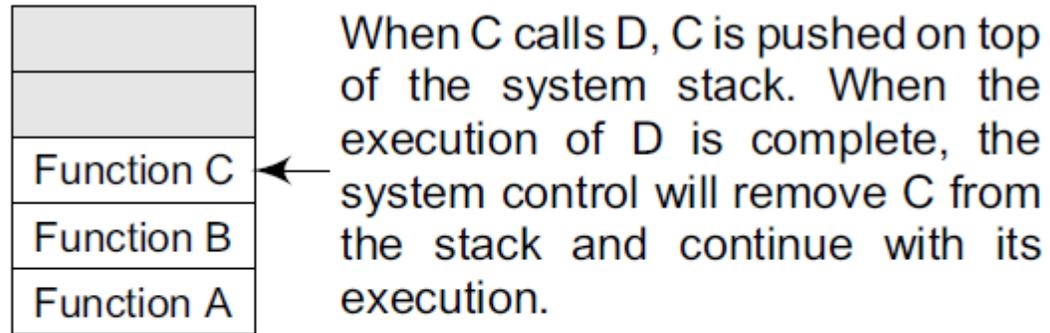 When C calls D, C is pushed on top
of the system stack. When the
execution of D is complete, the
system control will remove C from
the stack and continue with its
execution.
Function C
Function B
Function A